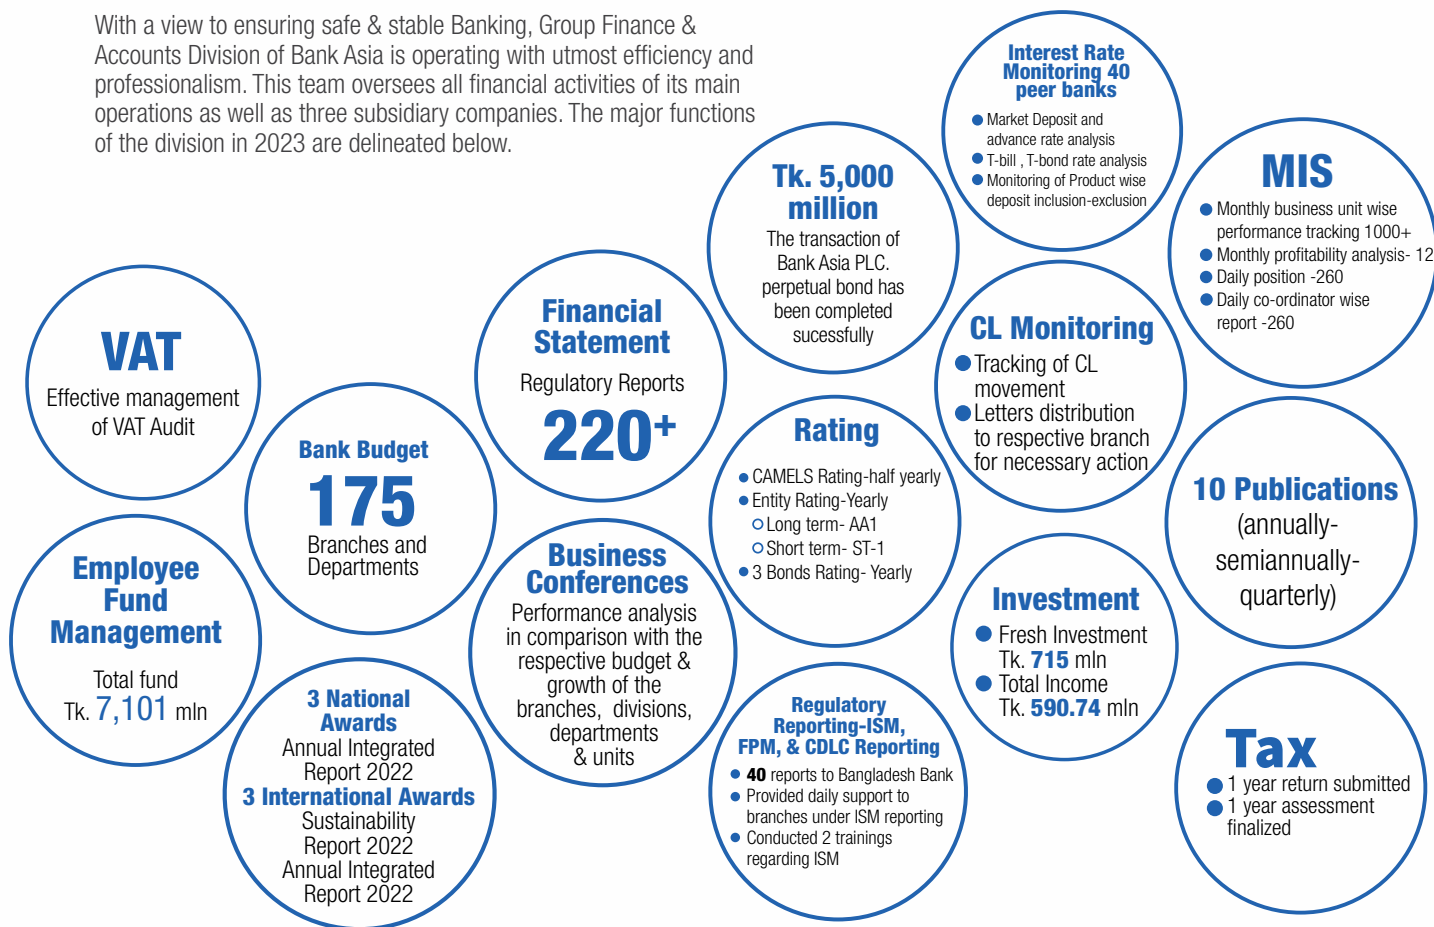 With a view to ensuring safe & stable Banking, Group Finance &
Accounts Division of Bank Asia is operating with utmost efficiency and
professionalism. This team oversees all financial activities of its main
operations as well as three subsidiary companies. The major functions
of the division in 2023 are delineated below.
Interest Rate
Monitoring 40
peer banks
● Market Deposit and
advance rate analysis
● T-bill , T-bond rate analysis
● Monitoring of Product wise
deposit inclusion-exclusion
Tk. 5,000
million
The transaction of
Bank Asia PLC.
perpetual bond has
been completed
sucessfully
MIS
● Monthly business unit wise
performance tracking 1000+
● Monthly profitability analysis- 12
● Daily position -260
● Daily co-ordinator wise
report -260
VAT
Effective management
of VAT Audit
Financial
Statement
Regulatory Reports
220+
CL Monitoring
● Tracking of CL
movement
● Letters distribution
to respective branch
for necessary action
Bank Budget
175
Branches and
Departments
Rating
● CAMELS Rating-half yearly
● Entity Rating-Yearly
○ Long term- AA1
○ Short term- ST-1
● 3 Bonds Rating- Yearly
10 Publications
(annually-
semiannually-
quarterly)
Employee
Fund
Management
Total fund
Tk. 7,101 mln
Business
Conferences
Performance analysis
in comparison with the
respective budget &
growth of the
branches, divisions,
departments
& units
Investment
● Fresh Investment
Tk. 715 mln
● Total Income
Tk. 590.74 mln
3 National
Awards
Annual Integrated
Report 2022
3 International Awards
Sustainability
Report 2022
Annual Integrated
Report 2022
Regulatory
Reporting-ISM,
FPM, & CDLC Reporting
● 40 reports to Bangladesh Bank
● Provided daily support to
branches under ISM reporting
● Conducted 2 trainings
regarding ISM
Tax
● 1 year return submitted
● 1 year assessment
finalized